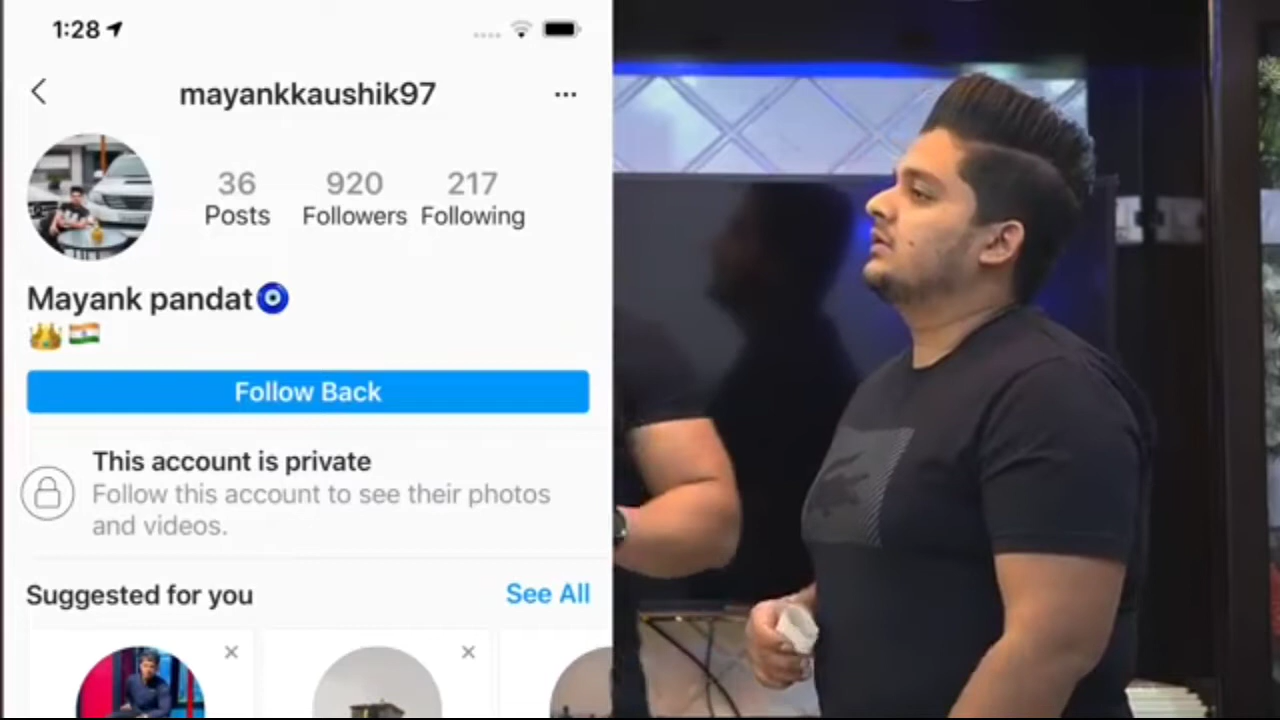 1:28
mayankkaushik97
36 920 217
Posts Followers Following
Mayank pandat🧿
👑🇮🇳
Follow Back
This account is private
Follow this account to see their photos
and videos.
Suggested for you See All